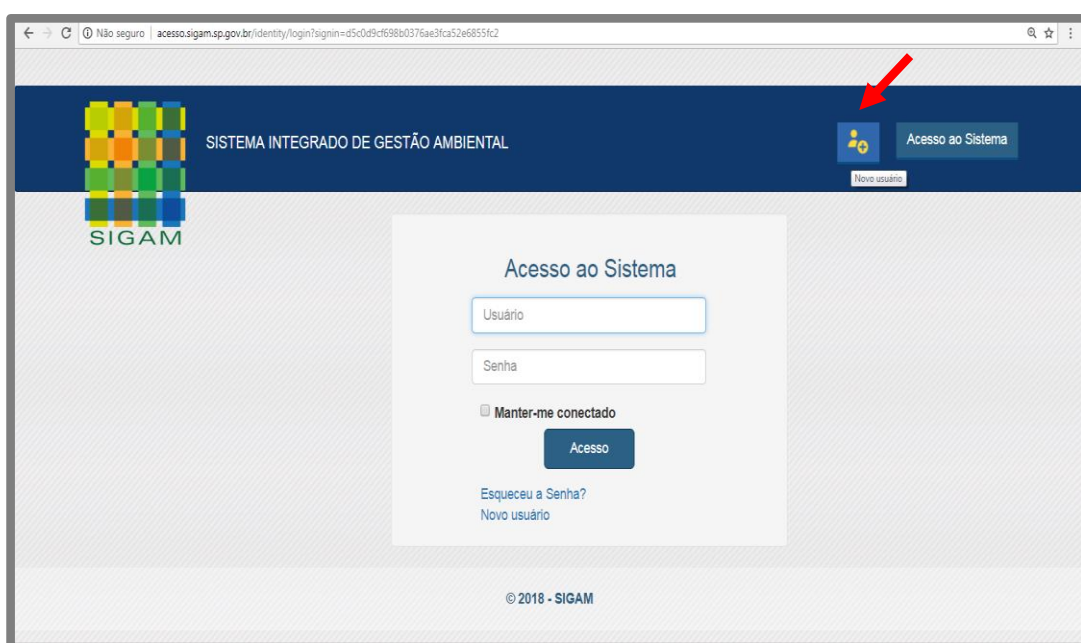 Não seguro | acesso.sigam.sp.gov.br/identity/login?signin=d5c0d9cf698b0376ae3fca52e6855fc2
SISTEMA INTEGRADO DE GESTÃO AMBIENTAL
Acesso ao Sistema
Novo usuário
SIGAM
Acesso ao Sistema
Usuário
Senha
Manter-me conectado
Acesso
Esqueceu a Senha?
Novo usuário
© 2018 - SIGAM